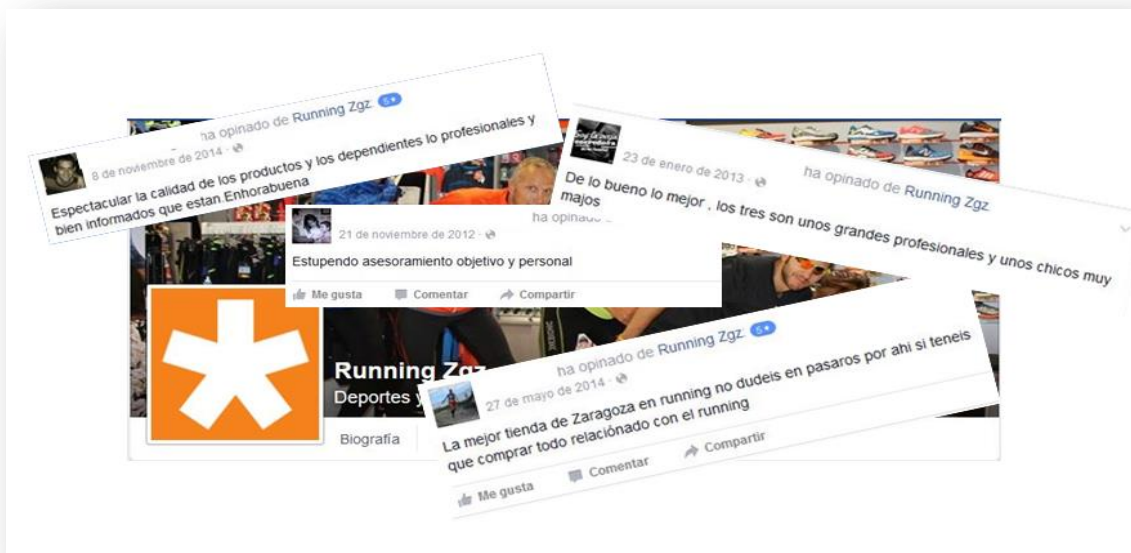 ha opinado de Running Zgz. 5★
8 de noviembre de 2014
Espectacular la calidad de los productos y los dependientes lo profesionales y
bien informados que estan.Enhorabuena
ha opinado de Running Zgz
23 de enero de 2013
De lo bueno lo mejor , los tres son unos grandes profesionales y unos chicos muy
majos
ha opinado
21 de noviembre de 2012
Estupendo asesoramiento objetivo y personal
Me gusta Comentar Compartir
Running Zgz
Deportes y
Biografía
ha opinado de Running Zgz. 5★
27 de mayo de 2014
La mejor tienda de Zaragoza en running no dudeis en pasaros por ahi si teneis
que comprar todo relaciónado con el running
Me gusta Comentar Compartir